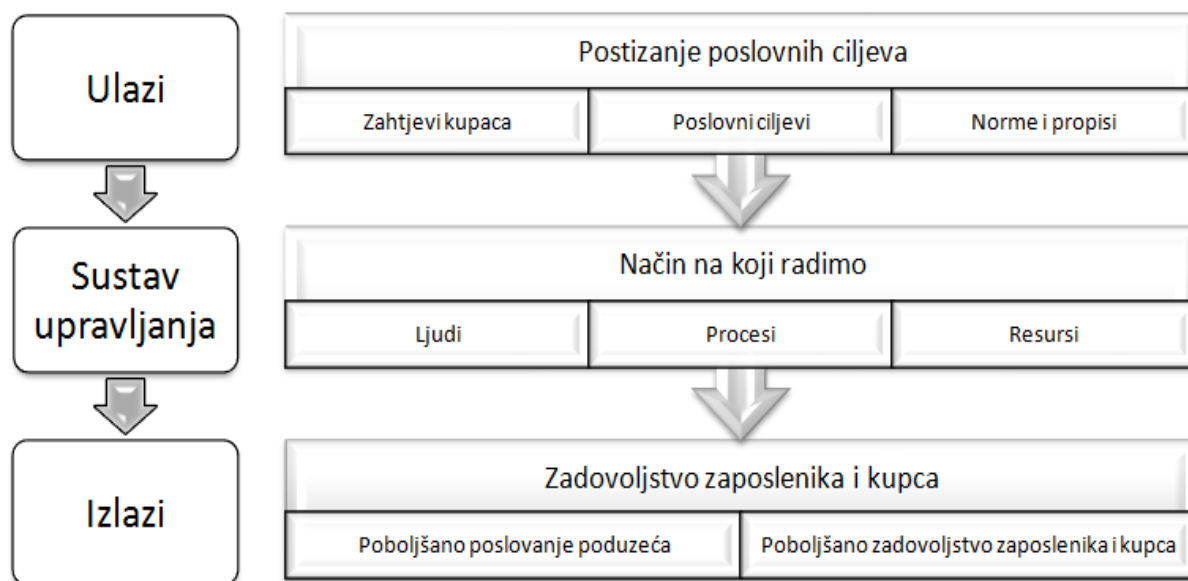 Ulazi
Postizanje poslovnih ciljeva
Zahtjevi kupaca
Poslovni ciljevi
Norme i propisi
Sustav
upravljanja
Način na koji radimo
Ljudi
Procesi
Resursi
Izlazi
Zadovoljstvo zaposlenika i kupca
Poboljšano poslovanje poduzeća
Poboljšano zadovoljstvo zaposlenika i kupca